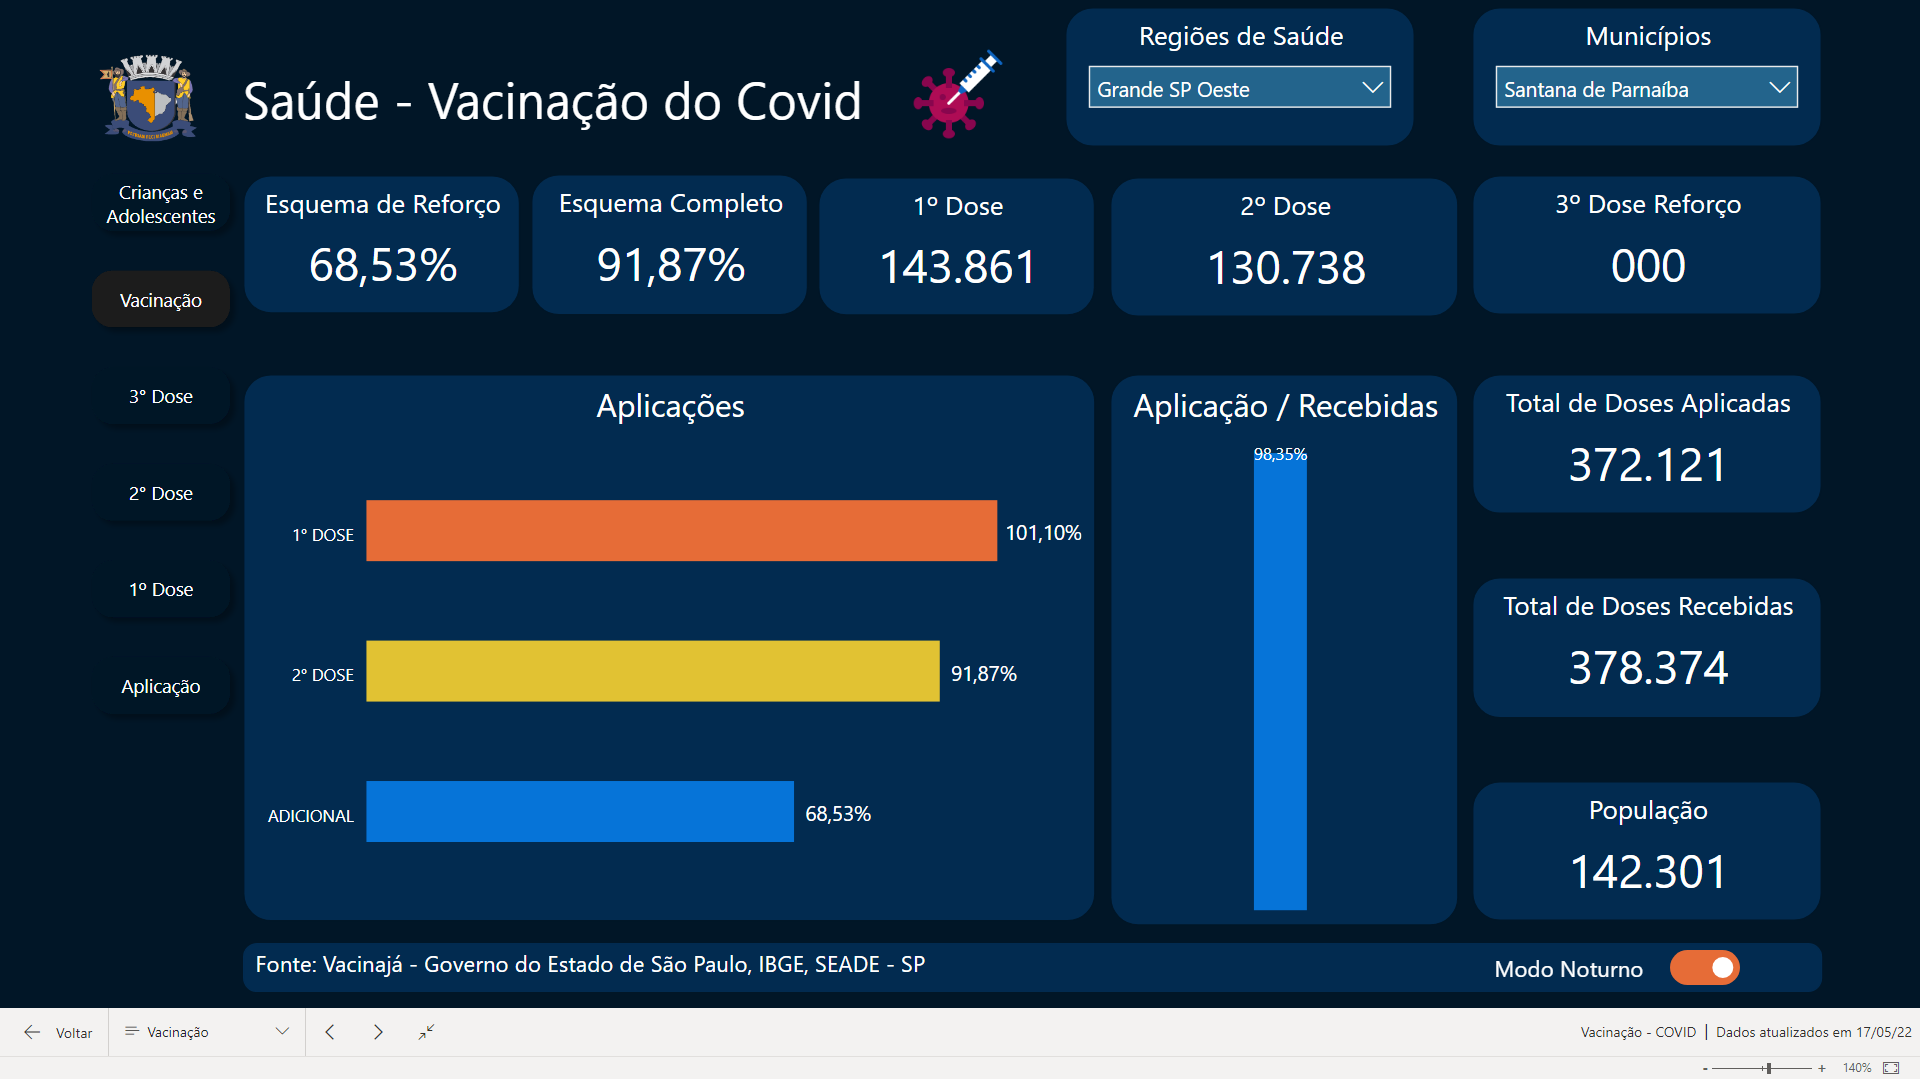 Saúde - Vacinação do Covid
Regiões de Saúde
Grande SP Oeste
Municípios
Santana de Parnaíba
Crianças e
Adolescentes
Vacinação
3° Dose
2° Dose
1º Dose
Aplicação
Esquema de Reforço
68,53%
Esquema Completo
91,87%
1º Dose
143.861
2º Dose
130.738
3º Dose Reforço
000
Aplicações
1° DOSE
101,10%
2° DOSE
91,87%
ADICIONAL
68,53%
Aplicação / Recebidas
98,35%
Total de Doses Aplicadas
372.121
Total de Doses Recebidas
378.374
População
142.301
Fonte: Vacinajá - Governo do Estado de São Paulo, IBGE, SEADE - SP
Modo Noturno
Voltar
Vacinação
Vacinação - COVID | Dados atualizados em 17/05/22
- + 140%